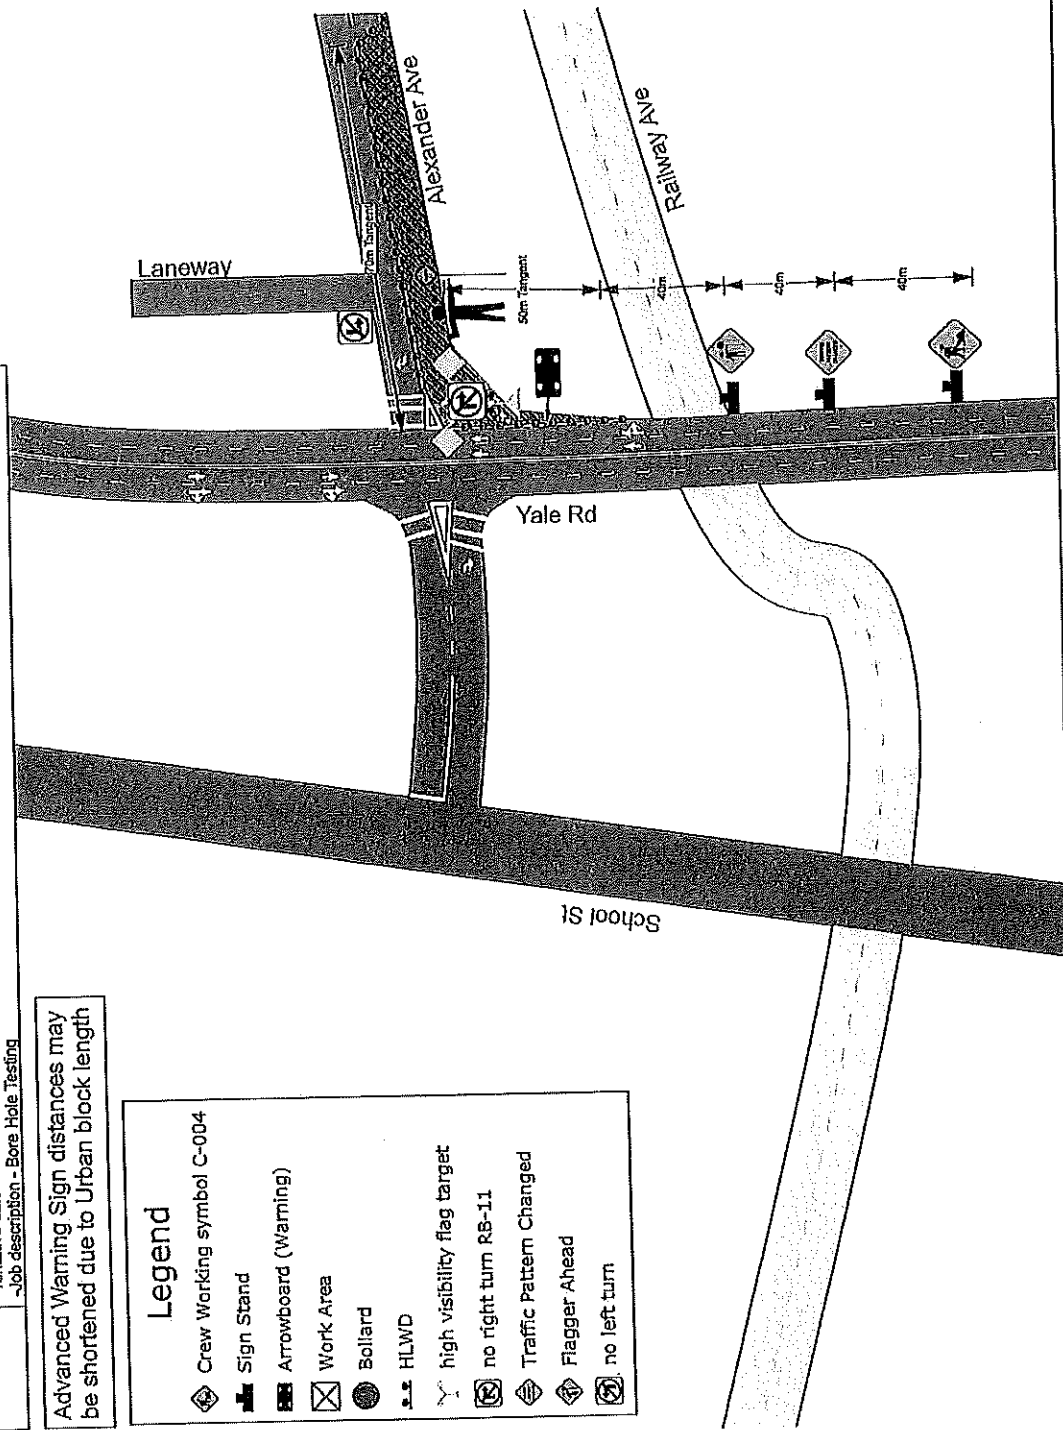 -Job description - Bore Hole Testing
Advanced Warning Sign distances may
be shortened due to Urban block length
Legend
Crew Working symbol C-004
Sign Stand
Arrowboard (Warning)
Work Area
Bollard
HLWD
high visibility flag target
no right turn RB-11
Traffic Pattern Changed
Flagger Ahead
no left turn
Laneway
Alexander Ave
70m Tangent
50m Tangent
Railway Ave
40m
40m
40m
Yale Rd
School St